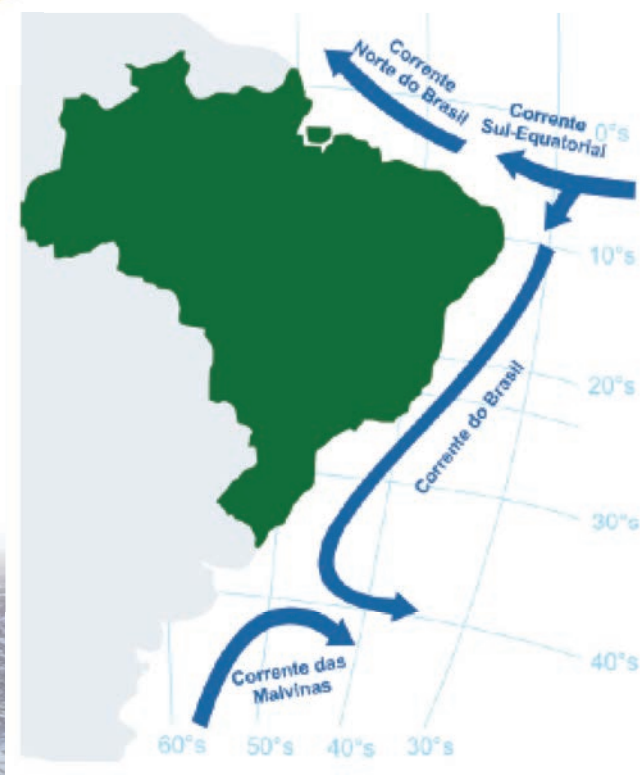 Corrente
Norte do Brasil
Corrente
Sul-Equatorial
0°s
10°s
20°s
Corrente do Brasil
30°s
40°s
Corrente das
Malvinas
60°s
50°s
40°s
30°s